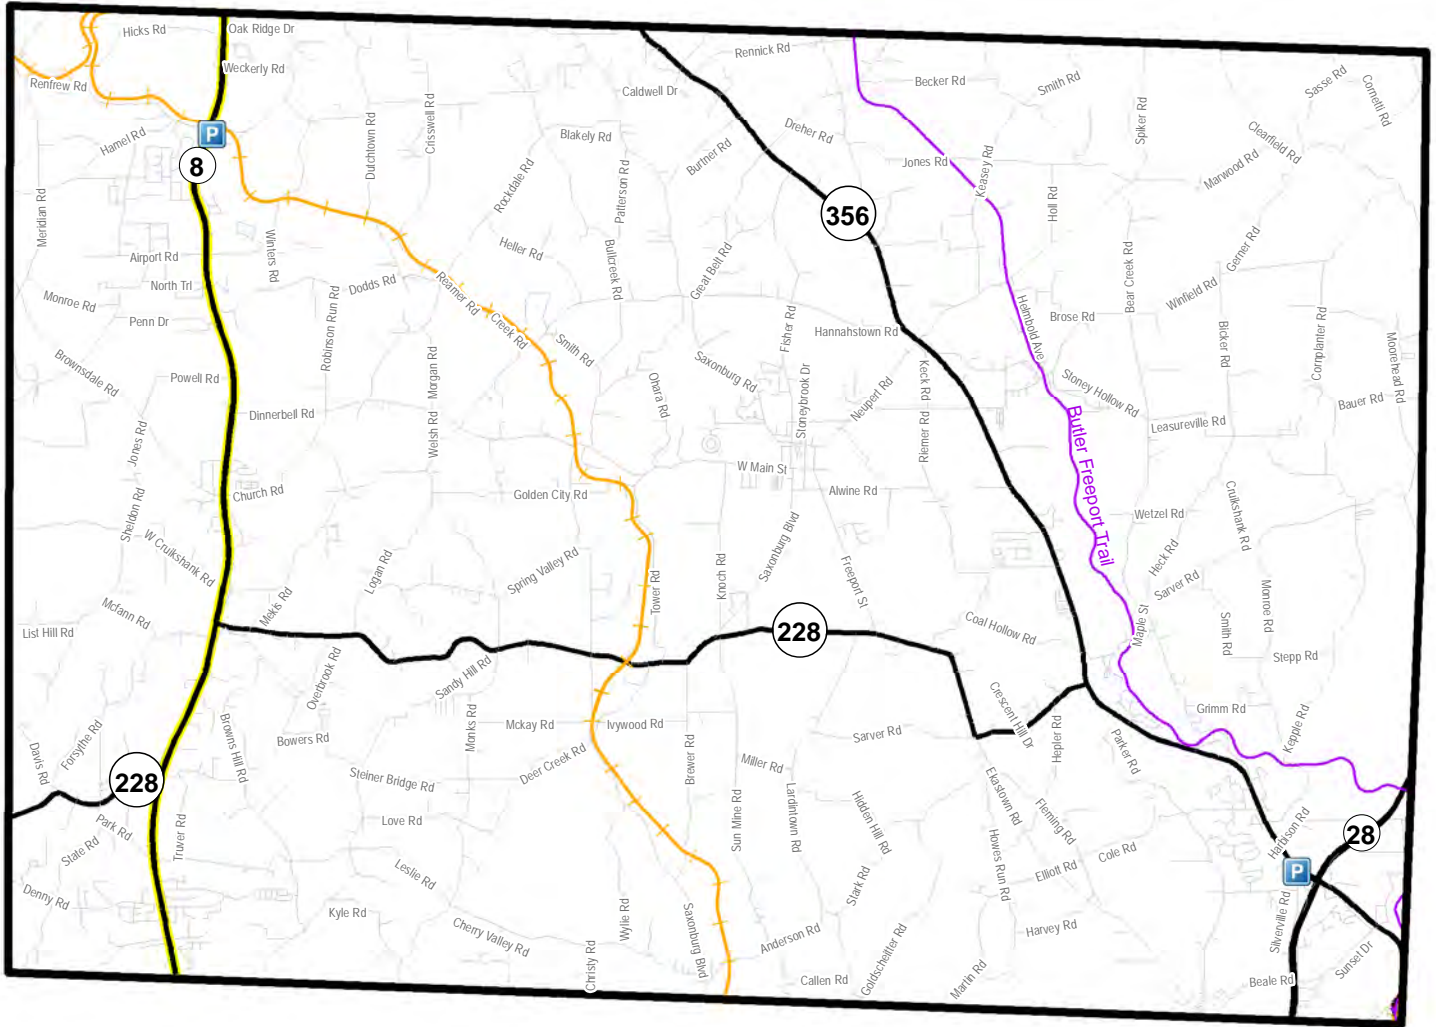 Hicks Rd
Oak Ridge Dr
Rennick Rd
Weckerly Rd
Renfrew Rd
Caldwell Dr
Becker Rd
Smith Rd
Sasse Rd
Cornetti Rd
P
Hamel Rd
8
Dutchtown Rd
Crisswell Rd
Blakely Rd
Burtner Rd
Dreher Rd
Jones Rd
Keasey Rd
Spiker Rd
Clearfield Rd
Marwood Rd
Meridian Rd
Rockdale Rd
Patterson Rd
356
Holl Rd
Airport Rd
North Trl
Winters Rd
Heller Rd
Bullcreek Rd
Great Belt Rd
Bear Creek Rd
Gerner Rd
Winfield Rd
Monroe Rd
Penn Dr
Robinson Run Rd
Dodds Rd
Reamer Rd
Creek Rd
Smith Rd
Fisher Rd
Hannahstown Rd
Helmbold Ave
Brose Rd
Bicker Rd
Cornplanter Rd
Moorehead Rd
Brownsdale Rd
Powell Rd
Morgan Rd
Ohara Rd
Saxonburg Rd
Stoneybrook Dr
Neupert Rd
Keck Rd
Stoney Hollow Rd
Bauer Rd
Jones Rd
Dinnerbell Rd
Welsh Rd
Riemer Rd
Butler Freeport Trail
Leasureville Rd
W Main St
Sheldon Rd
Church Rd
Golden City Rd
Alwine Rd
Wetzel Rd
Cruikshank Rd
W Cruikshank Rd
Logan Rd
Spring Valley Rd
Tower Rd
Knoch Rd
Saxonburg Blvd
Freeport St
Heck Rd
Sarver Rd
Monroe Rd
Mcfann Rd
Mekis Rd
List Hill Rd
228
Coal Hollow Rd
Maple St
Smith Rd
Stepp Rd
Overbrook Rd
Sandy Hill Rd
Crescent Hill Dr
Grimm Rd
Kepple Rd
Davis Rd
Forsythe Rd
Browns Hill Rd
Bowers Rd
Monks Rd
Mckay Rd
Ivywood Rd
Sarver Rd
Hepler Rd
Parker Rd
228
Steiner Bridge Rd
Deer Creek Rd
Brewer Rd
Miller Rd
Lardintown Rd
Hidden Hill Rd
Ekastown Rd
Fleming Rd
Park Rd
State Rd
Truver Rd
Love Rd
Sun Mine Rd
Howes Run Rd
Cole Rd
Harbison Rd
28
Denny Rd
Leslie Rd
Stark Rd
Elliott Rd
P
Kyle Rd
Cherry Valley Rd
Christy Rd
Wylie Rd
Saxonburg Blvd
Anderson Rd
Callen Rd
Goldscheitter Rd
Martin Rd
Harvey Rd
Silverville Rd
Sunset Dr
Beale Rd